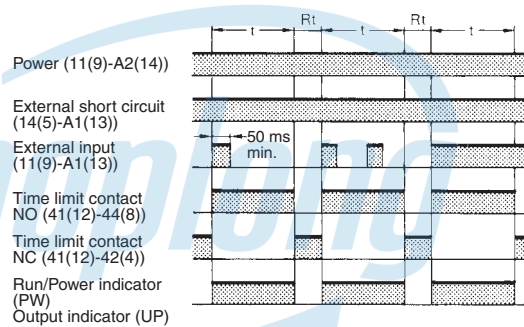 t Rt t Rt t
Power (11(9)-A2(14))
External short circuit
(14(5)-A1(13))
External input
(11(9)-A1(13))
50 ms
min.
Time limit contact
NO (41(12)-44(8))
Time limit contact
NC (41(12)-42(4))
Run/Power indicator
(PW)
Output indicator (UP)